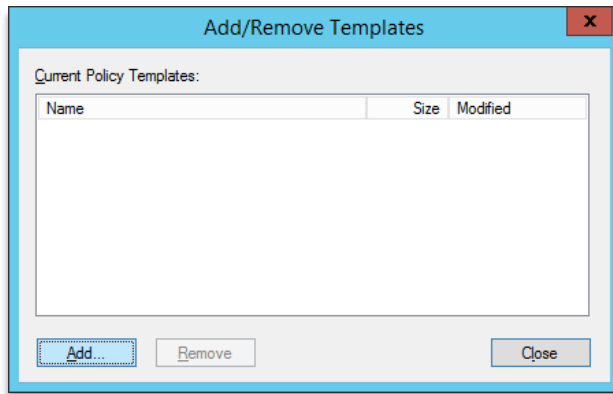 Add/Remove Templates
x
Current Policy Templates:
Name Size Modified
Add... Remove Close